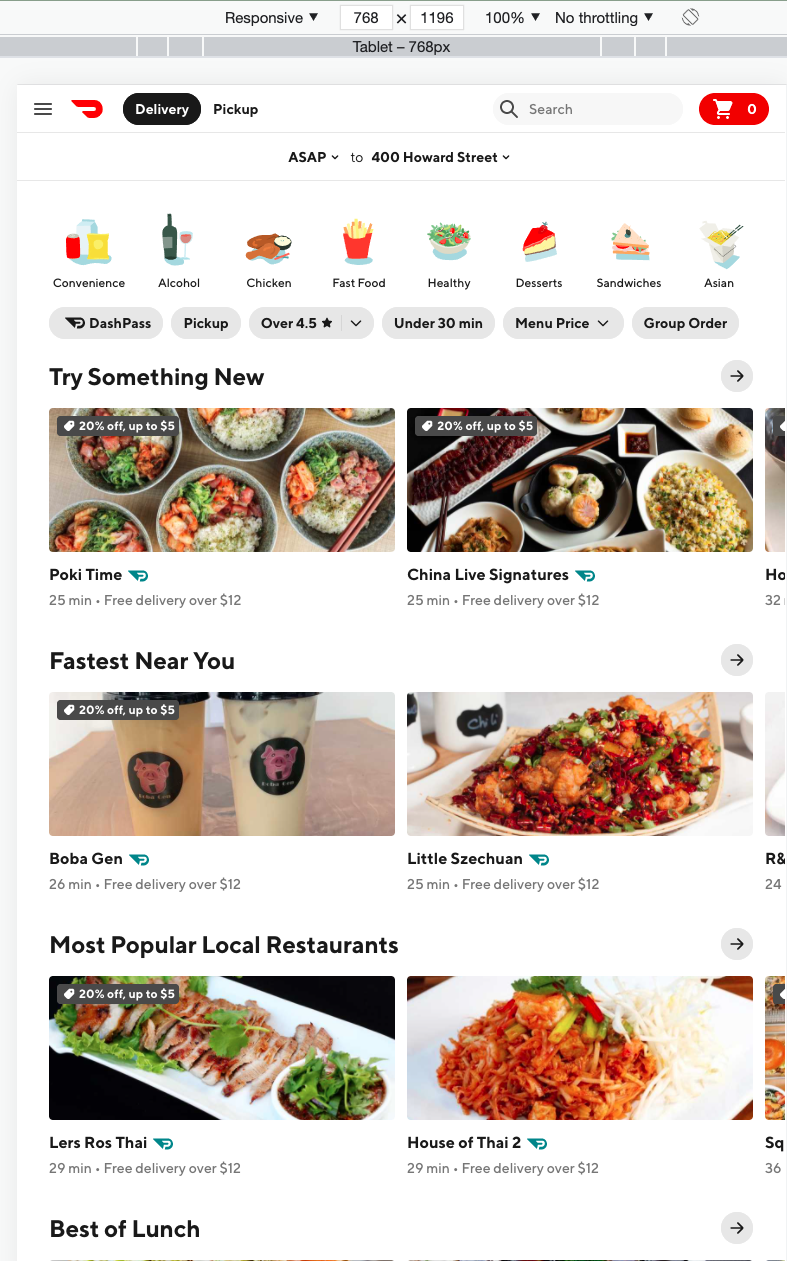 Responsive ▼ 768 × 1196 100% ▼ No throttling ▼
Tablet – 768px
Delivery Pickup Search 0
ASAP to 400 Howard Street
Convenience Alcohol Chicken Fast Food Healthy Desserts Sandwiches Asian
DashPass Pickup Over 4.5 ★ Under 30 min Menu Price Group Order
Try Something New
20% off, up to $5 20% off, up to $5
Poki Time China Live Signatures Ho
25 min • Free delivery over $12 25 min • Free delivery over $12 32
Fastest Near You
20% off, up to $5
Chili
Boba Gen Little Szechuan R&
26 min • Free delivery over $12 25 min • Free delivery over $12 24
Most Popular Local Restaurants
20% off, up to $5
Lers Ros Thai House of Thai 2 Sq
29 min • Free delivery over $12 29 min • Free delivery over $12 36
Best of Lunch